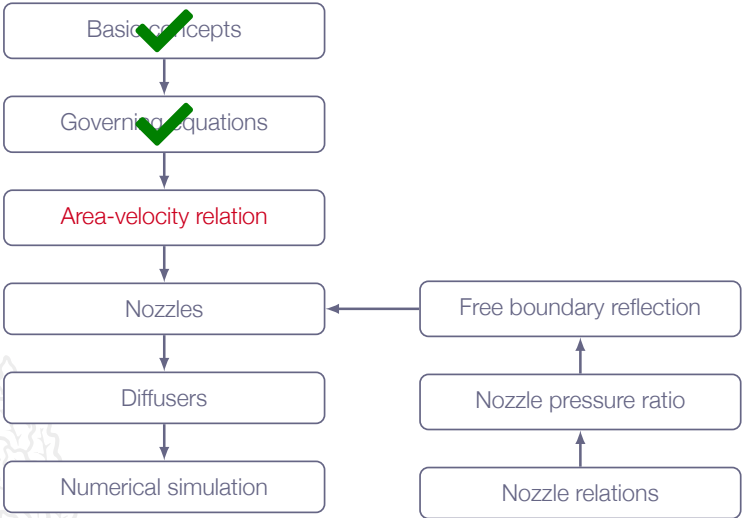 Basic concepts
Governing equations
Area-velocity relation
Nozzles
Free boundary reflection
Diffusers
Nozzle pressure ratio
Numerical simulation
Nozzle relations